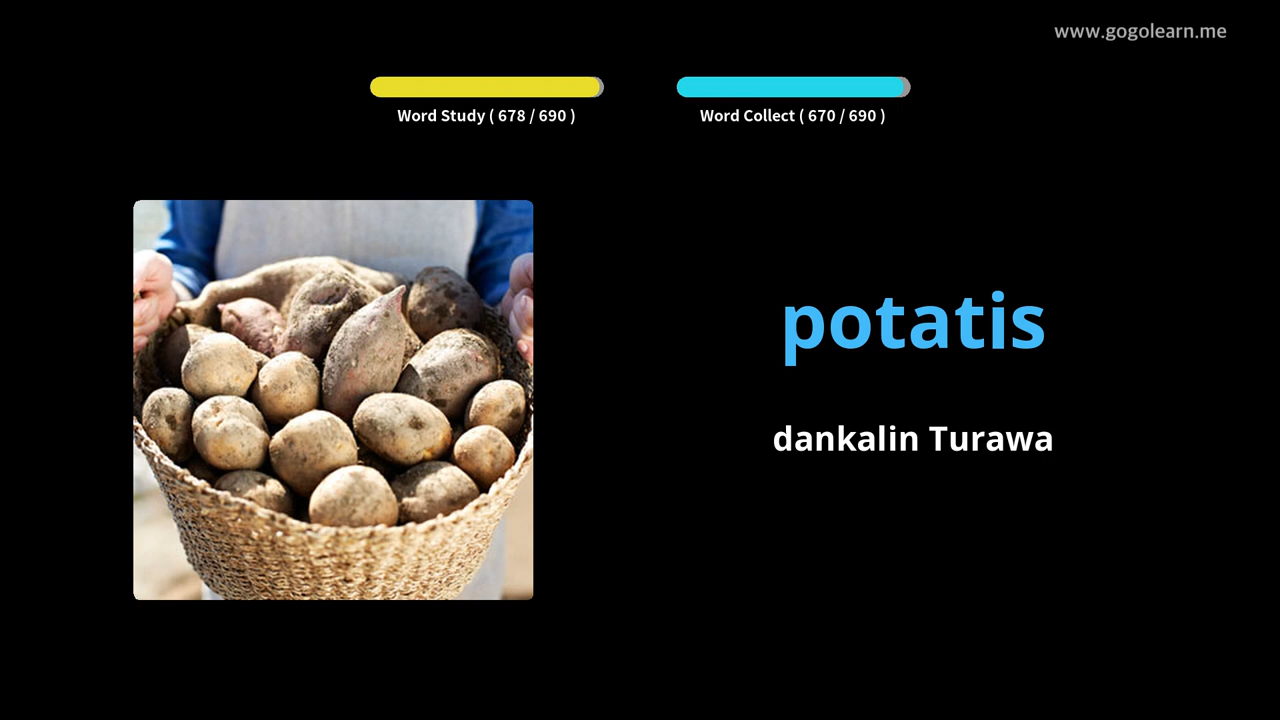 www.gogolearn.me
Word Study ( 678 / 690 )
Word Collect ( 670 / 690 )
potatis
dankalin Turawa